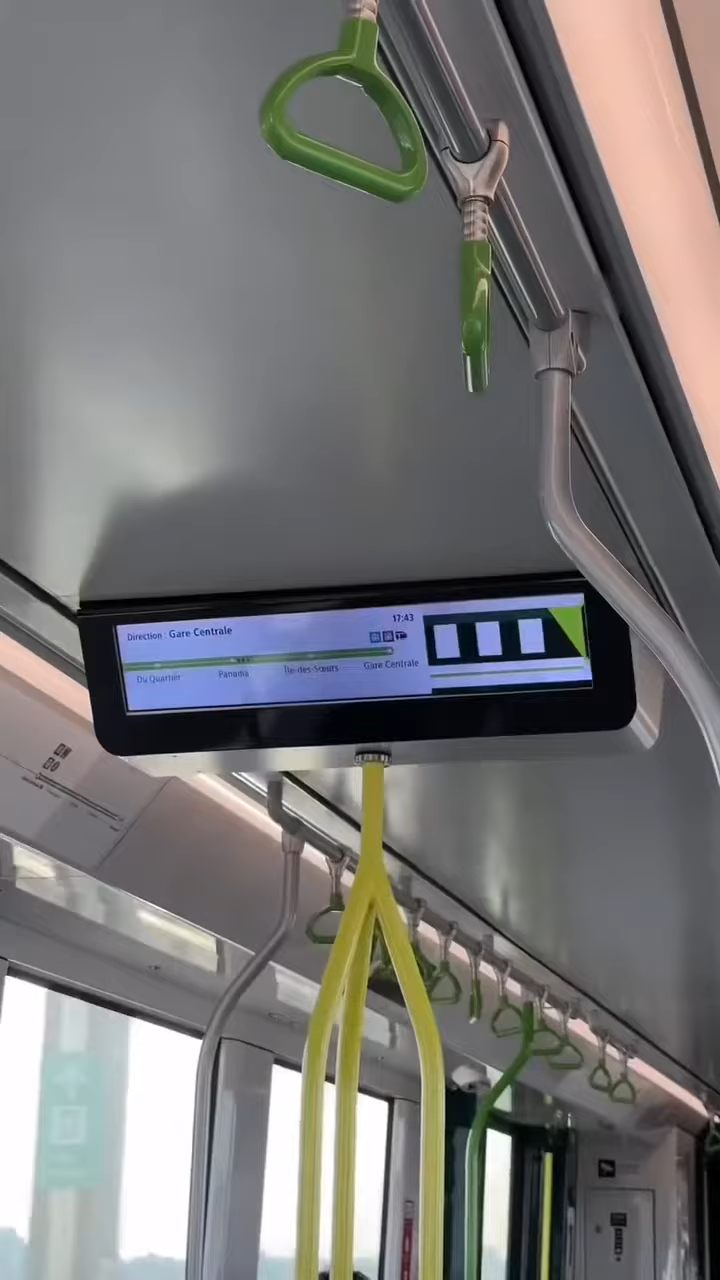 17:43
Direction : Gare Centrale
Du Quartier
Panama
Île-des-Sœurs
Gare Centrale